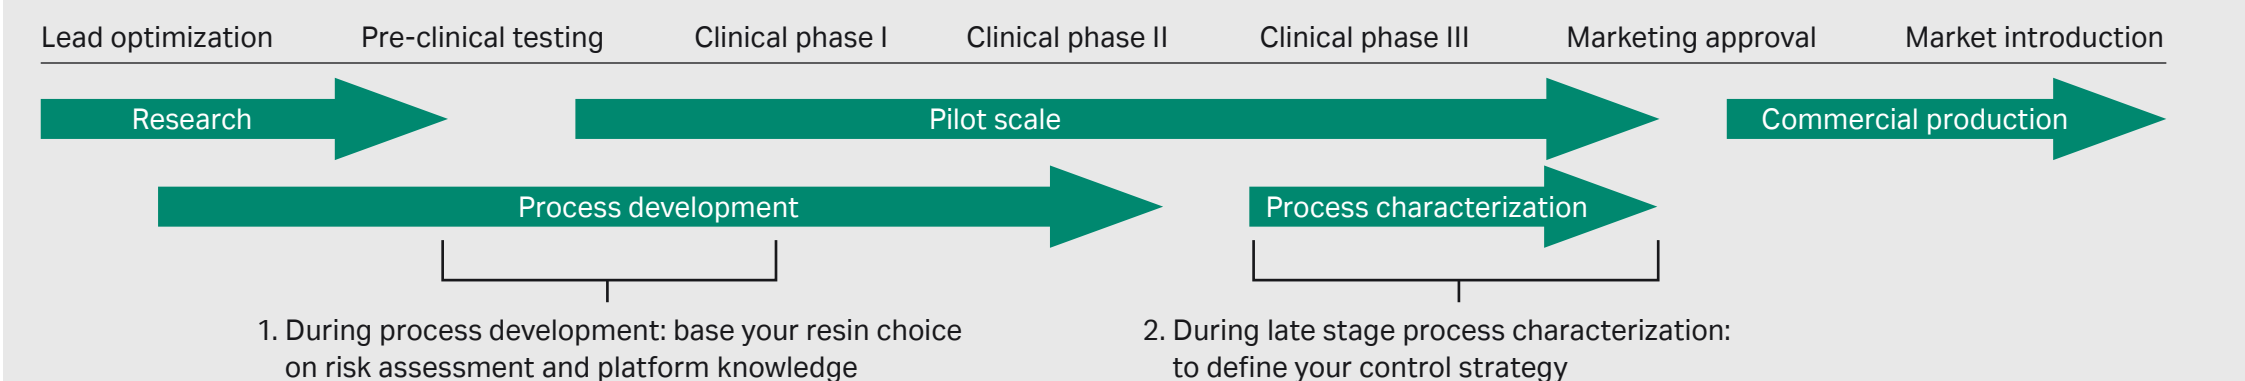 Lead optimization Pre-clinical testing Clinical phase I Clinical phase II Clinical phase III Marketing approval Market introduction
Research Pilot scale Commercial production
Process development Process characterization
1. During process development: base your resin choice
on risk assessment and platform knowledge
2. During late stage process characterization:
to define your control strategy